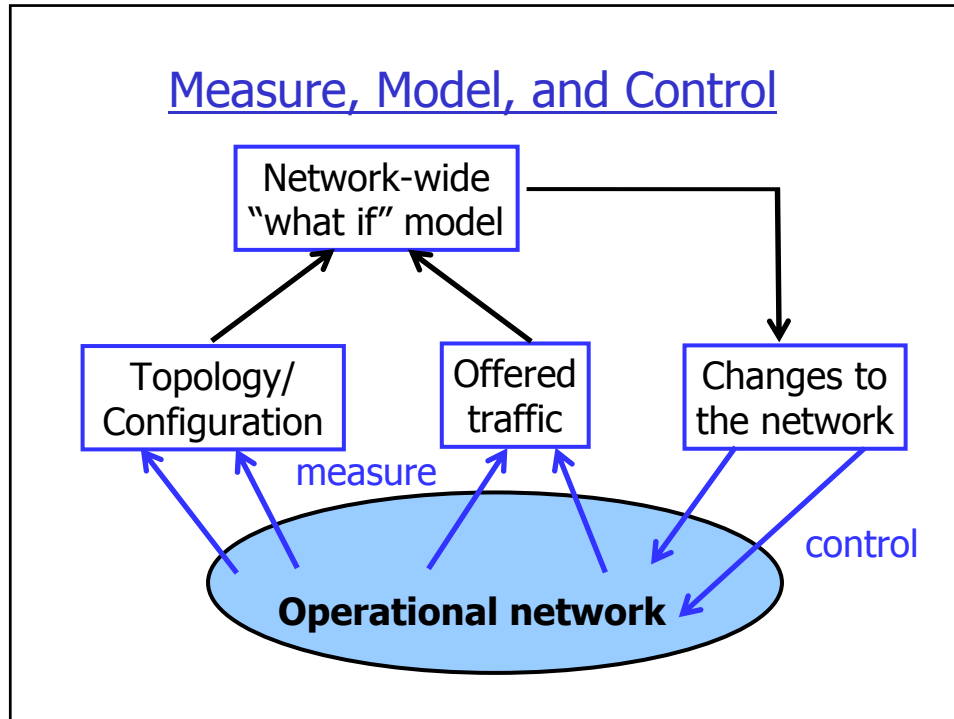 Measure, Model, and Control
Network-wide
“what if” model
Topology/
Configuration
Offered
traffic
Changes to
the network
measure
control
Operational network